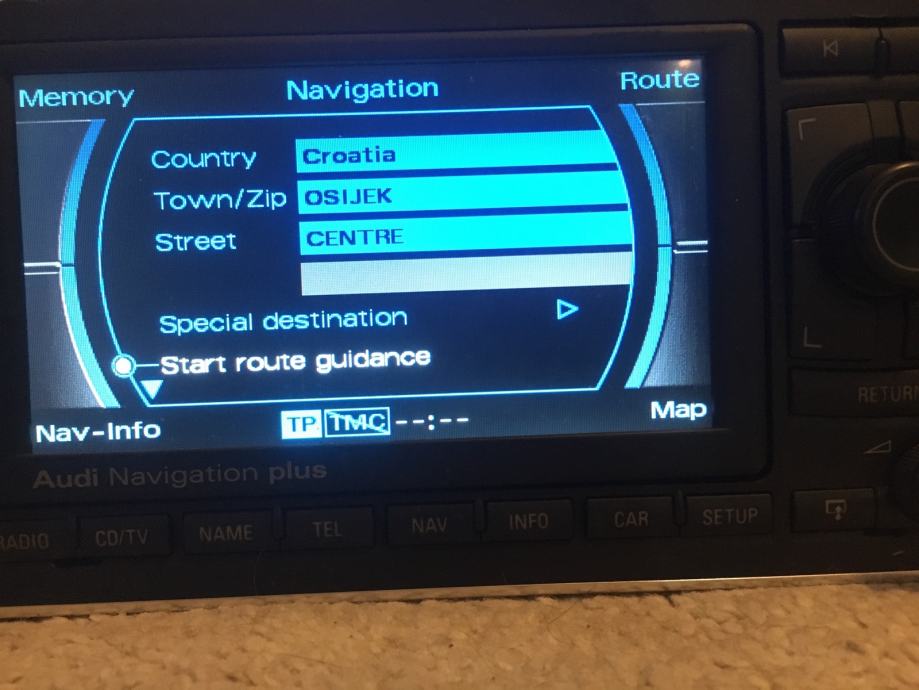 Memory Navigation Route
Country Croatia
Town/Zip OSIJEK
Street CENTRE
Special destination
Start route guidance
Nav-Info TP TMC --:-- Map
RETURN
Audi Navigation plus
RADIO CD/TV NAME TEL NAV INFO CAR SETUP